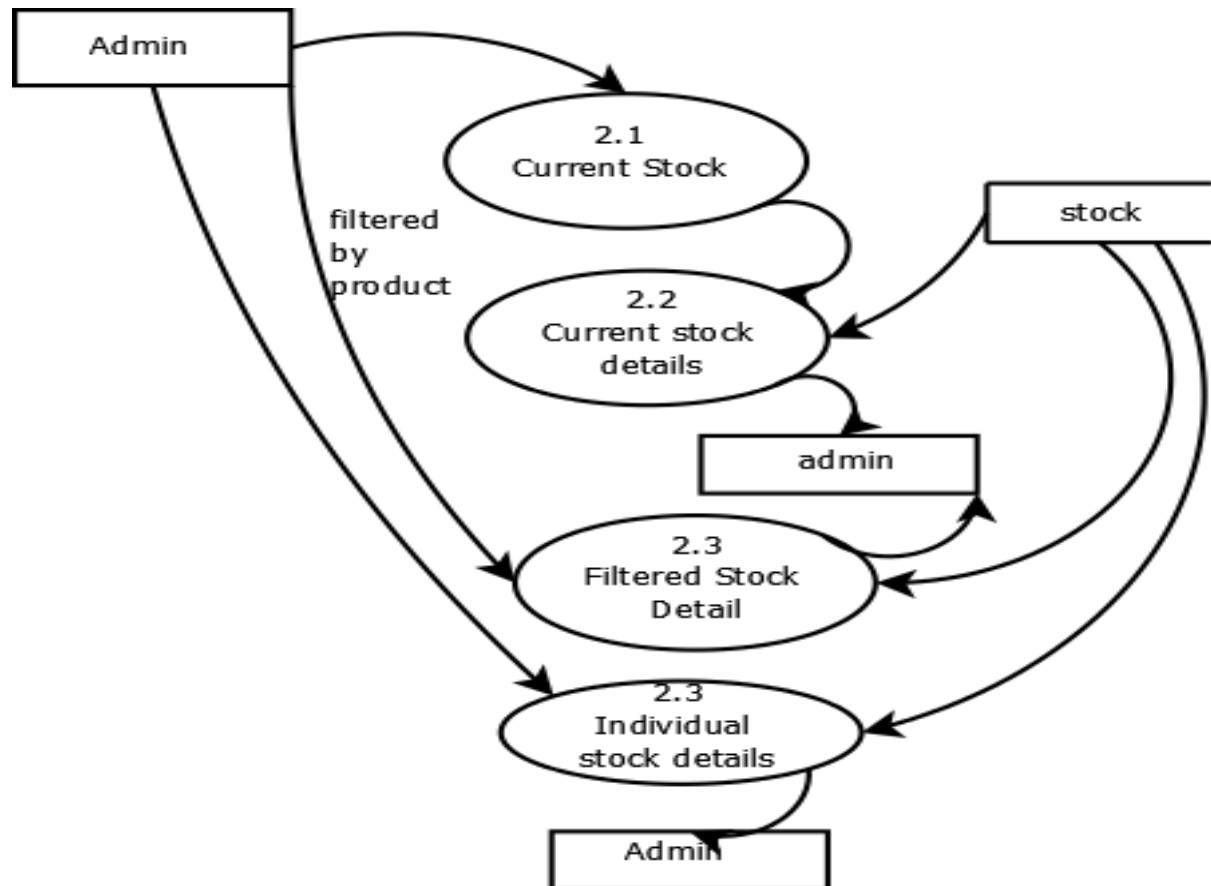 Admin
2.1
Current Stock
stock
filtered
by
product
2.2
Current stock
details
admin
2.3
Filtered Stock
Detail
2.3
Individual
stock details
Admin